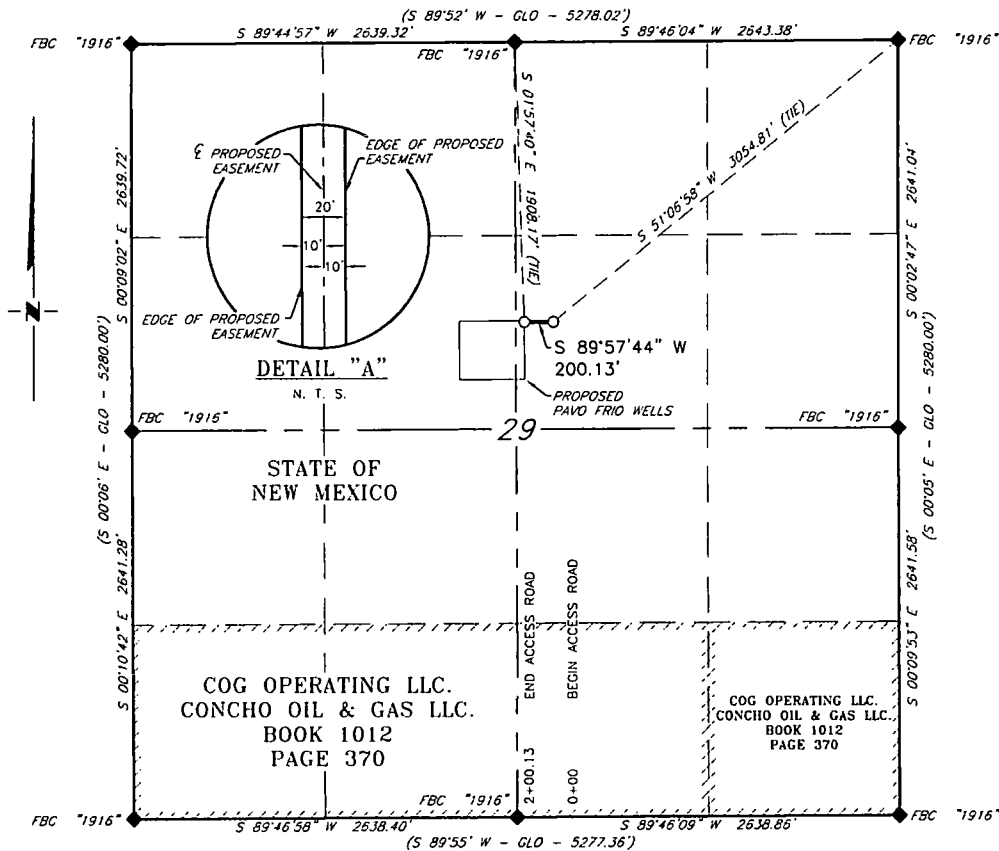 (S 89°52' W - GLO - 5278.02')
S 89°44'57" W 2639.32'
S 89°46'04" W 2643.38'
FBC "1916"
FBC "1916"
FBC "1916"
S 01°57'40" E 1908.17' (TIE)
S 51°06'58" W 3054.81' (TIE)
℄ PROPOSED
EASEMENT
EDGE OF PROPOSED
EASEMENT
20'
10'
10'
EDGE OF PROPOSED
EASEMENT
DETAIL "A"
N. T. S.
S 00°09'02" E 2639.72'
S 00°02'47" E 2641.04'
N
S 89°57'44" W
200.13'
PROPOSED
PAVO FRIO WELLS
FBC "1916"
29
FBC "1916"
(S 00°06' E - GLO - 5280.00')
(S 00°05' E - GLO - 5280.00')
STATE OF
NEW MEXICO
S 00°10'42" E 2641.28'
S 00°09'53" E 2641.58'
END ACCESS ROAD
BEGIN ACCESS ROAD
2+00.13
0+00
COG OPERATING LLC.
CONCHO OIL & GAS LLC.
BOOK 1012
PAGE 370
COG OPERATING LLC.
CONCHO OIL & GAS LLC.
BOOK 1012
PAGE 370
FBC "1916"
FBC "1916"
FBC "1916"
S 89°46'58" W 2638.40'
S 89°46'09" W 2638.86'
(S 89°55' W - GLO - 5277.36')